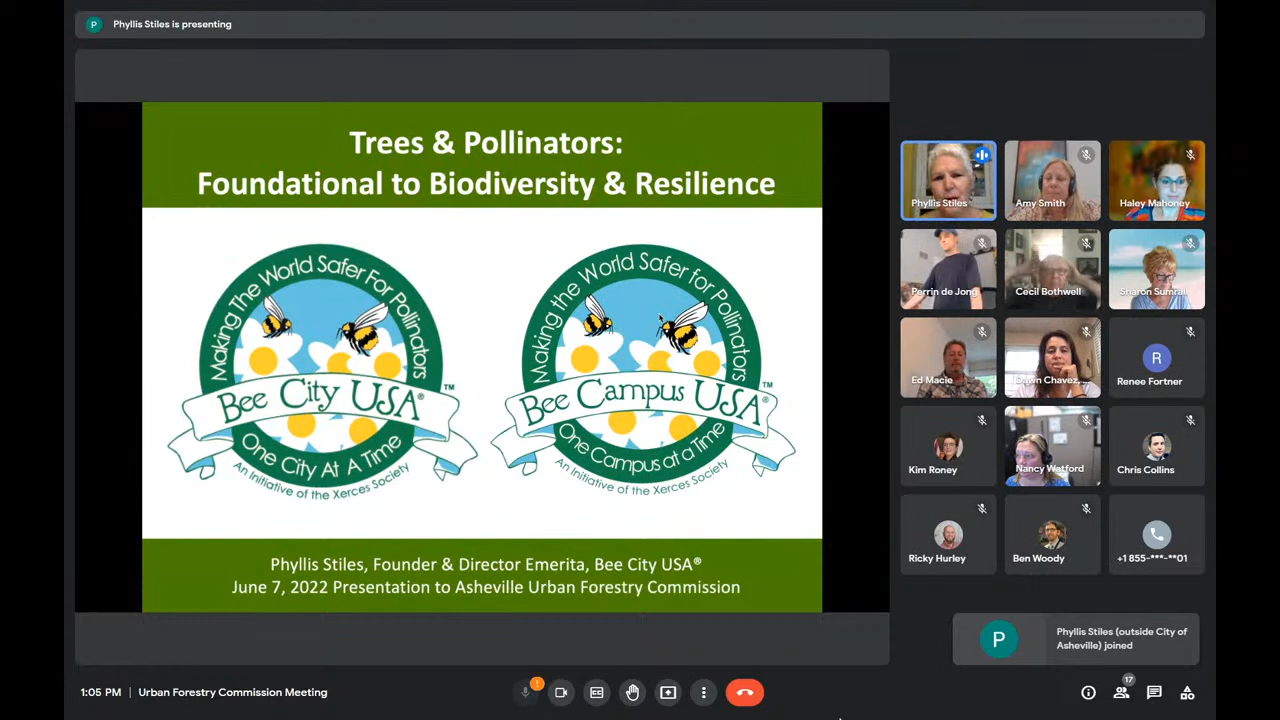 P
Phyllis Stiles is presenting
Trees & Pollinators:
Foundational to Biodiversity & Resilience
Making The World Safer For Pollinators
Bee City USA®
TM
One City At A Time
An Initiative of the Xerces Society
Making the World Safer for Pollinators
Bee Campus USA®
TM
One Campus at a Time
An Initiative of the Xerces Society
Phyllis Stiles, Founder & Director Emerita, Bee City USA®
June 7, 2022 Presentation to Asheville Urban Forestry Commission
Phyllis Stiles
Amy Smith
Haley Mahoney
Perrin de Jong
Cecil Bothwell
Sharon Sumrall
Ed Macie
Dawn Chavez, ...
R
Renee Fortner
Kim Roney
Nancy Watford
Chris Collins
Ricky Hurley
Ben Woody
+1 855-***-**01
P
Phyllis Stiles (outside City of
Asheville) joined
1:05 PM | Urban Forestry Commission Meeting
!
CC
17